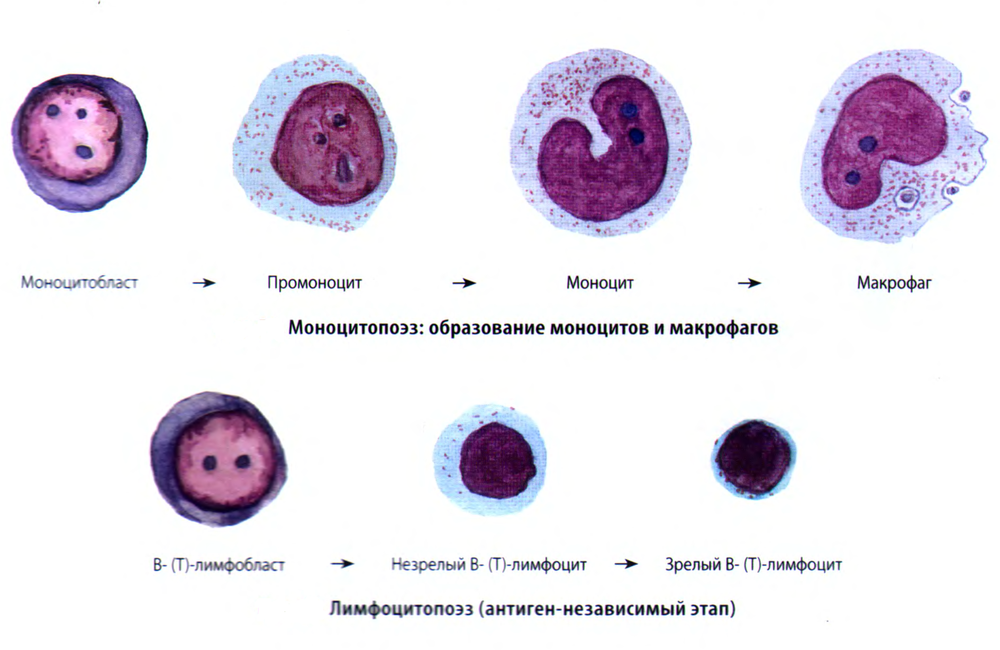 Моноцитобласт → Промоноцит → Моноцит → Макрофаг
Моноцитопоэз: образование моноцитов и макрофагов
В- (Т)-лимфобласт → Незрелый В- (Т)-лимфоцит → Зрелый В- (Т)-лимфоцит
Лимфоцитопоэз (антиген-независимый этап)